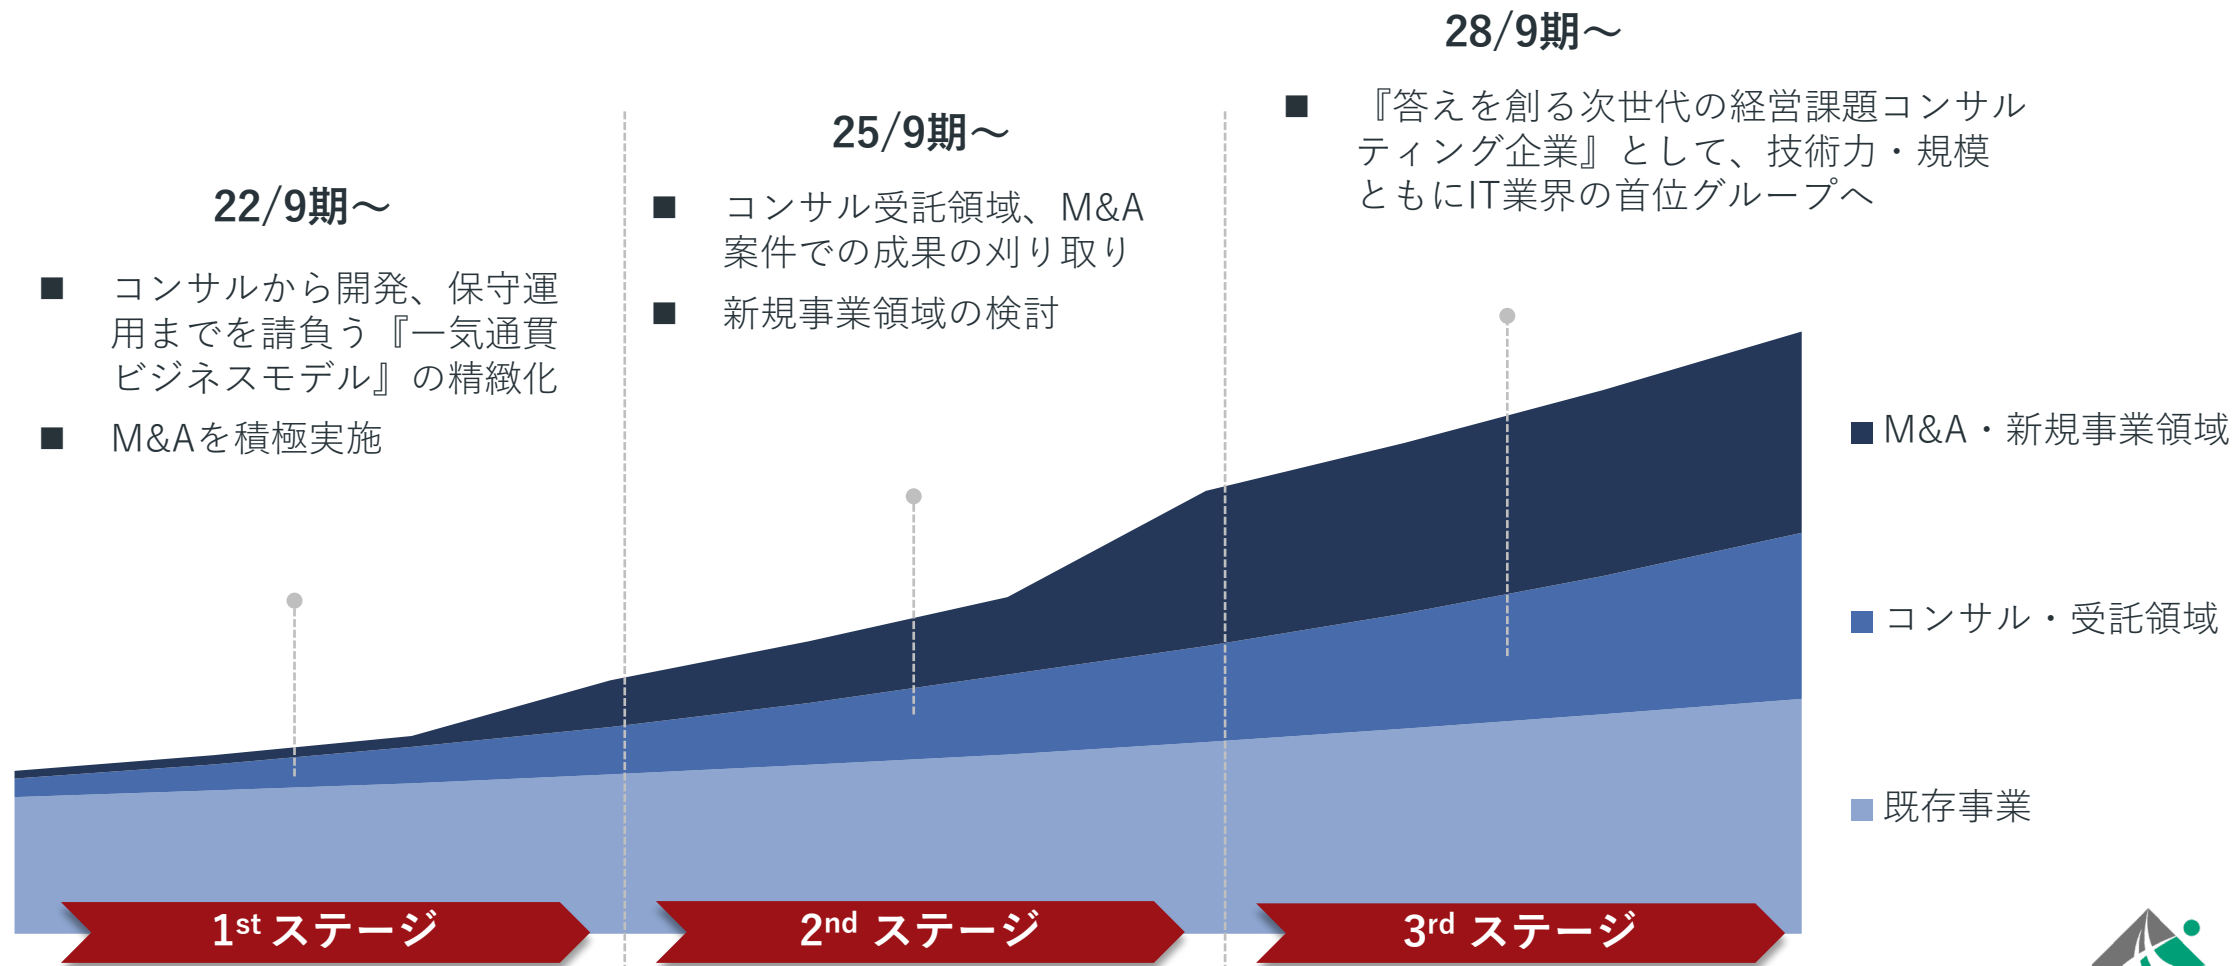 22/9期～
コンサルから開発、保守運
用までを請負う『一気通貫
ビジネスモデル』の精緻化
M&Aを積極実施
25/9期～
コンサル受託領域、M&A
案件での成果の刈り取り
新規事業領域の検討
28/9期～
『答えを創る次世代の経営課題コンサル
ティング企業』として、技術力・規模
ともにIT業界の首位グループへ
M&A・新規事業領域
コンサル・受託領域
既存事業
1st ステージ
2nd ステージ
3rd ステージ